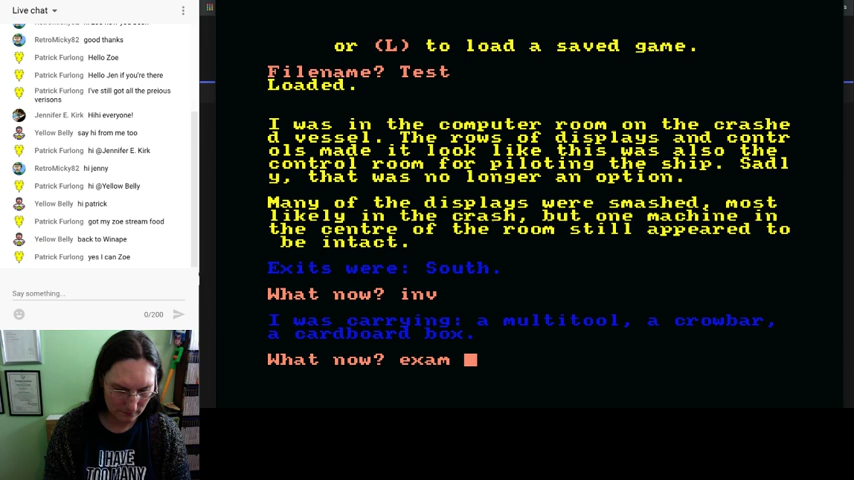 Live chat
RetroMicky82 good thanks
Patrick Furlong Hello Zoe
Patrick Furlong Hello Jen if you're there
Patrick Furlong I've still got all the preious
verisons
Jennifer E. Kirk Hihi everyone!
Yellow Belly say hi from me too
Patrick Furlong hi @Jennifer E. Kirk
RetroMicky82 hi jenny
Patrick Furlong hi @Yellow Belly
Yellow Belly hi patrick
Patrick Furlong got my zoe stream food
Yellow Belly back to Winape
Patrick Furlong yes I can Zoe
Say something...
0/200
I HAVE
TOO MANY
or (L) to load a saved game.
Filename? Test
Loaded.
I was in the computer room on the crashe
d vessel. The rows of displays and contr
ols made it look like this was also the
control room for piloting the ship. Sadl
y, that was no longer an option.
Many of the displays were smashed, most
likely in the crash, but one machine in
the centre of the room still appeared to
be intact.
Exits were: South.
What now? inv
I was carrying: a multitool, a crowbar,
a cardboard box.
What now? exam